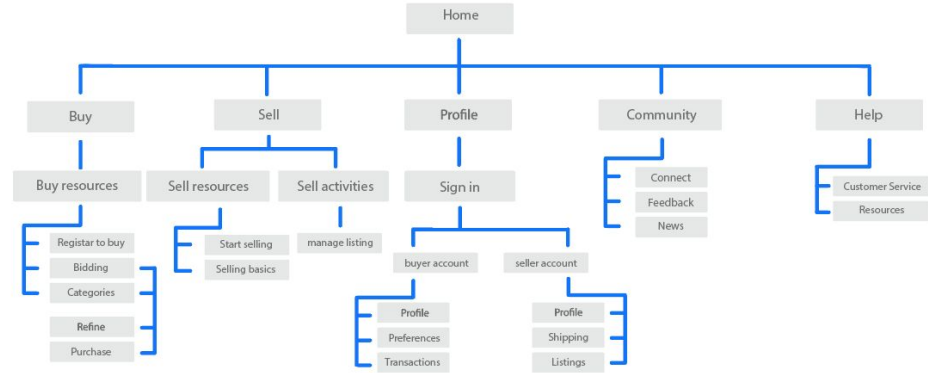 Home
Buy
Sell
Profile
Community
Help
Buy resources
Sell resources
Sell activities
Sign in
Connect
Feedback
News
Customer Service
Resources
Registar to buy
Bidding
Categories
Refine
Purchase
Start selling
Selling basics
manage listing
buyer account
seller account
Profile
Preferences
Transactions
Profile
Shipping
Listings